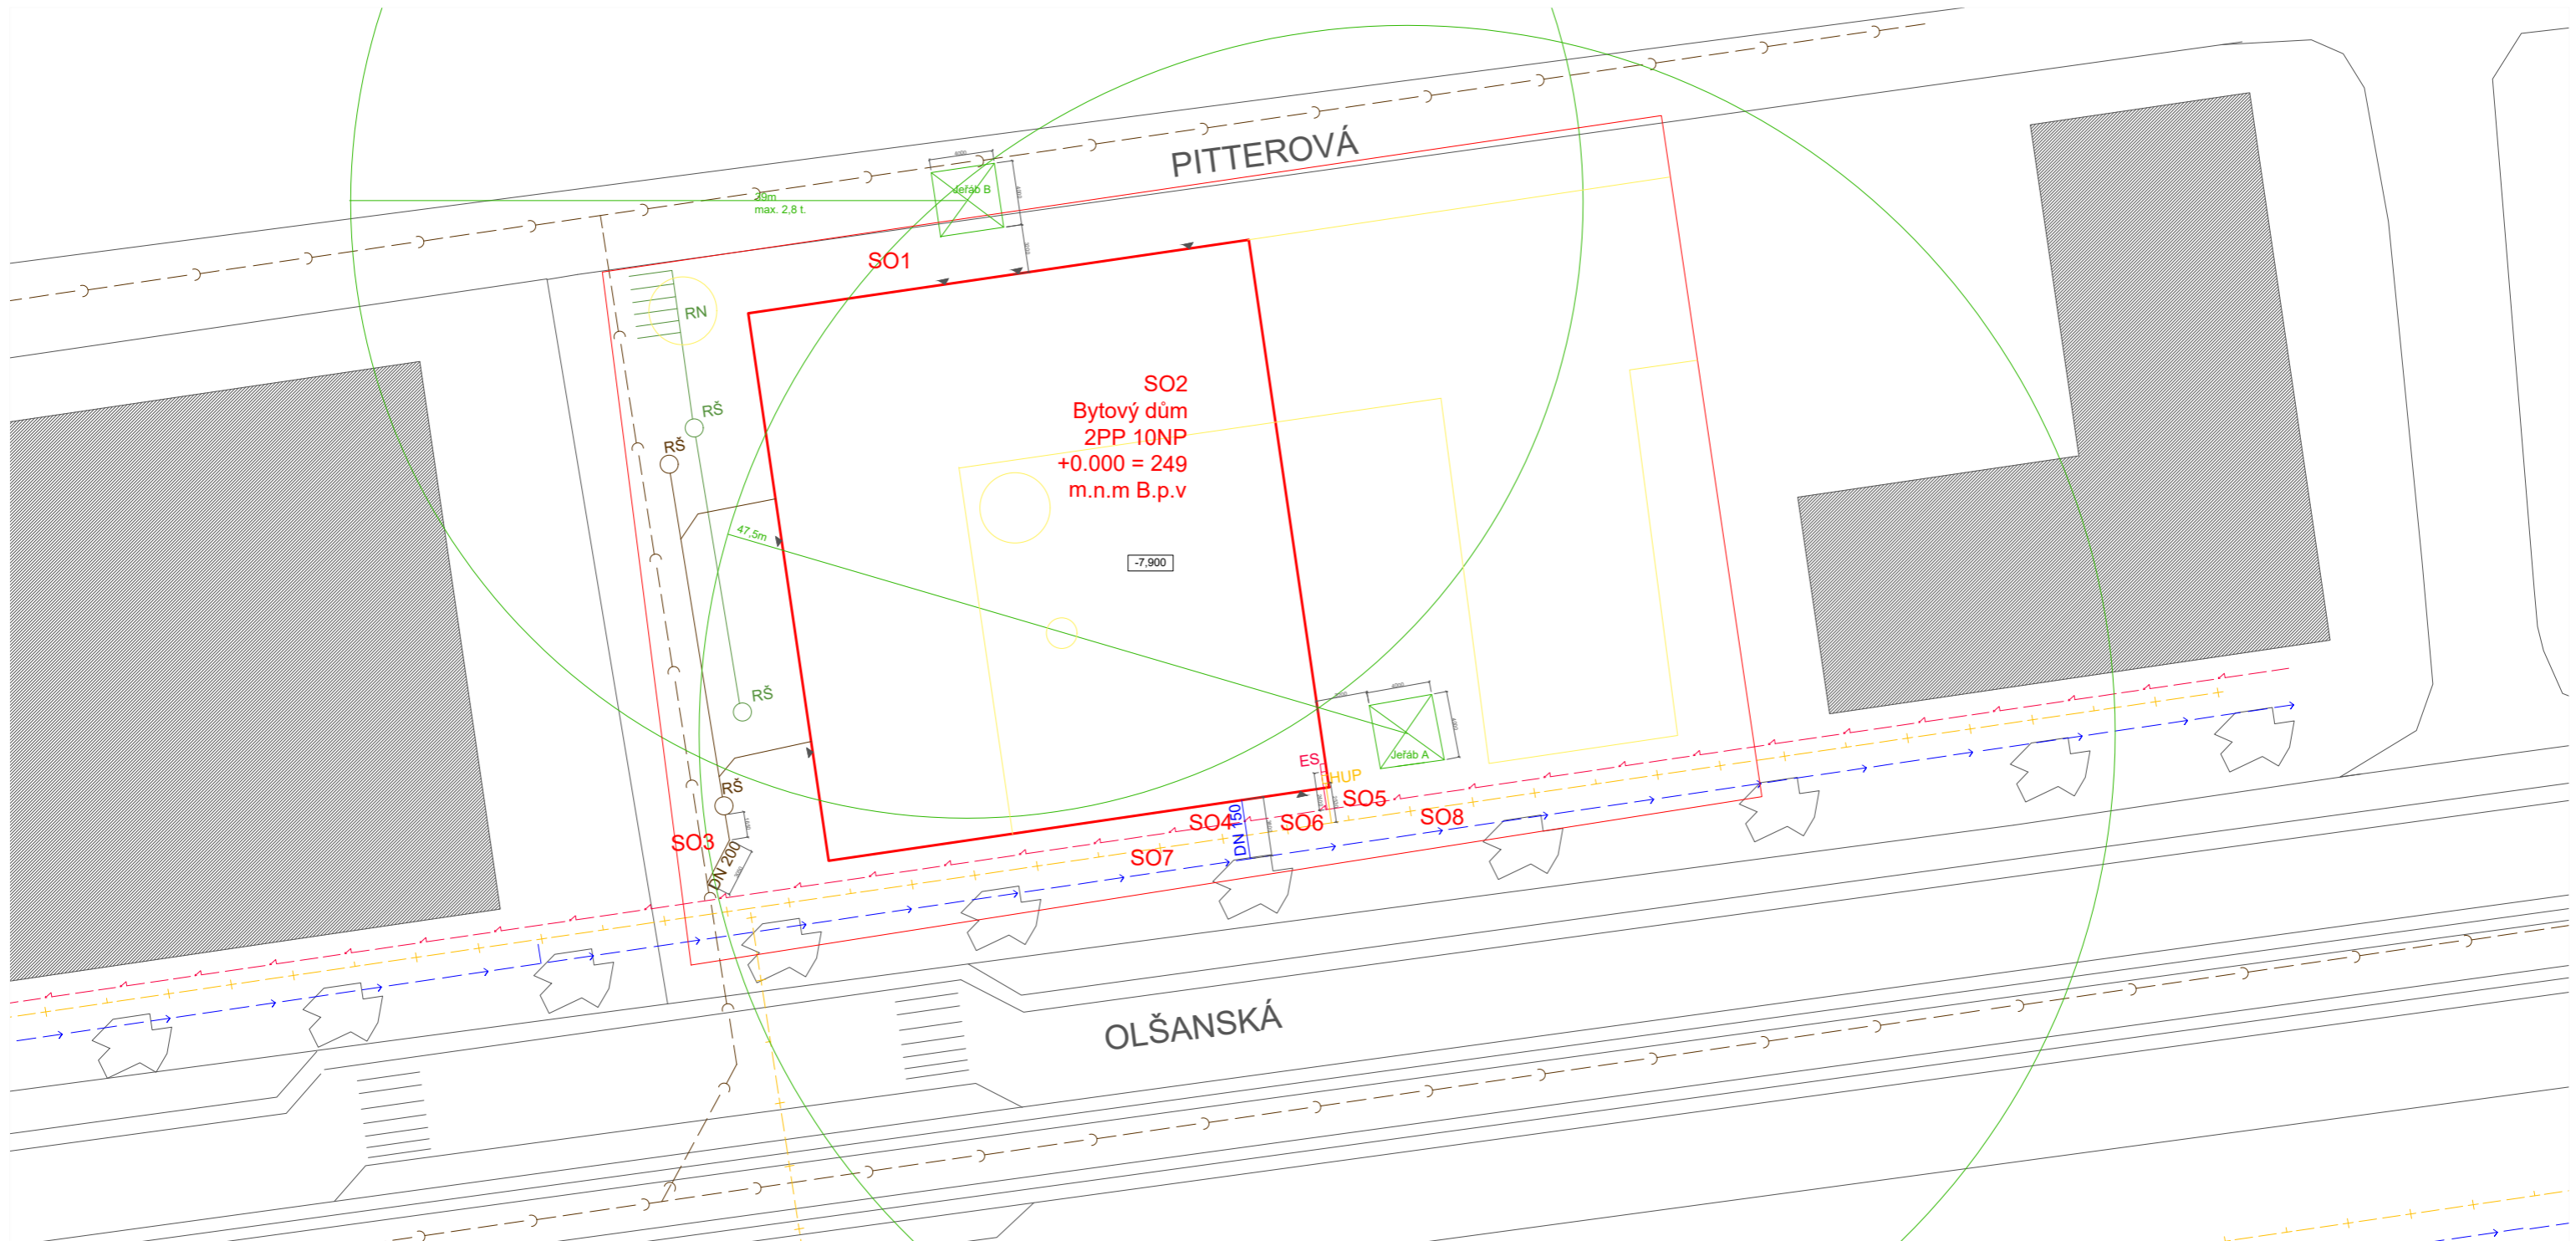 PITTEROVÁ
4000
Jeřáb B
39m
max. 2,8 t.
SO1
RN
SO2
Bytový dům
2PP 10NP
+0.000 = 249
m.n.m B.p.v
RŠ
RŠ
47,5m
-7,900
RŠ
4000
Jeřáb A
ES
HUP
RŠ
SO5
SO3
DN 200
SO4
DN 150
SO6
SO8
SO7
OLŠANSKÁ